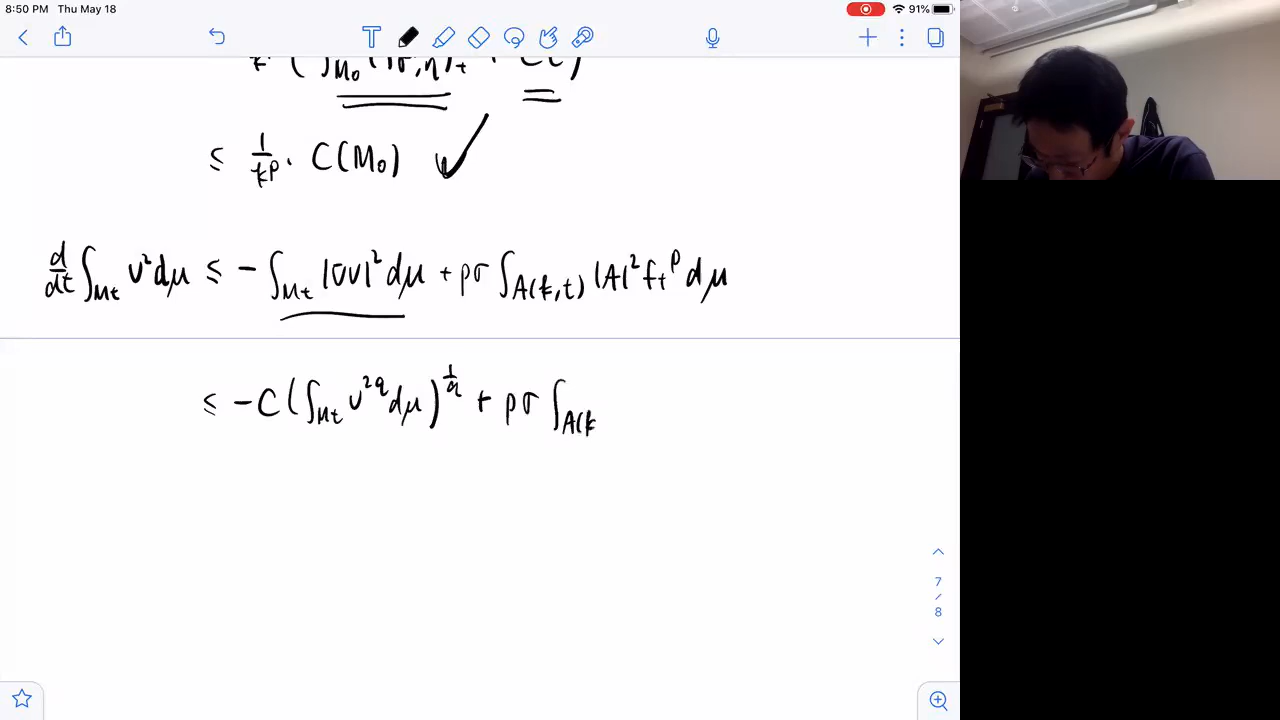 8:50 PM Thu May 18 91%
≤ 1/k^p · C(M₀) ✓
d/dt ∫_{M_t} v² dμ ≤ - ∫_{M_t} |∇v|² dμ + pσ ∫_{A(k,t)} |A|² f_+^p dμ
≤ - C (∫_{M_t} v^{2q} dμ)^{1/q} + pσ ∫_{A(k
7
/
8